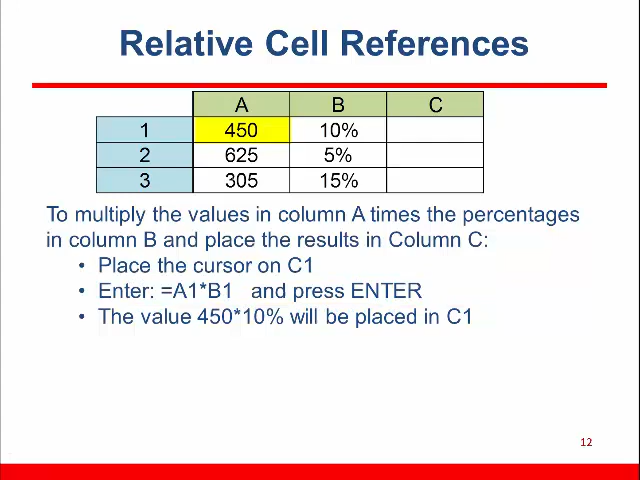 Relative Cell References
A B C
1 450 10%
2 625 5%
3 305 15%
To multiply the values in column A times the percentages
in column B and place the results in Column C:
• Place the cursor on C1
• Enter: =A1*B1 and press ENTER
• The value 450*10% will be placed in C1
12